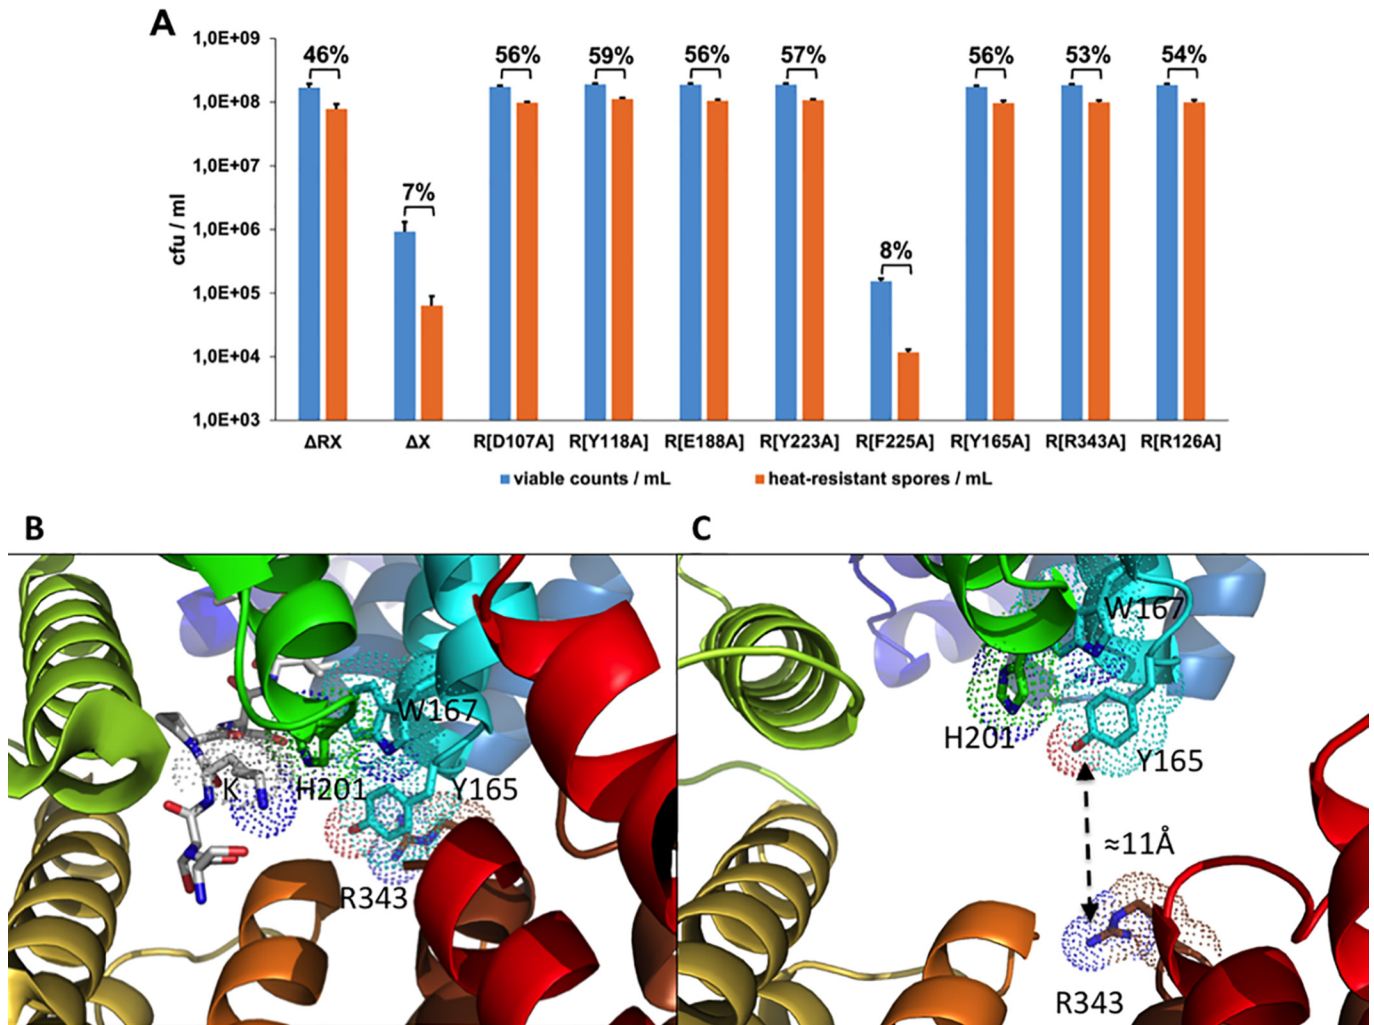 A
1,0E+09
1,0E+08
1,0E+07
1,0E+06
1,0E+05
1,0E+04
1,0E+03
cfu / ml
46%
7%
56%
59%
56%
57%
8%
56%
53%
54%
ΔRX
ΔX
R[D107A]
R[Y118A]
R[E188A]
R[Y223A]
R[F225A]
R[Y165A]
R[R343A]
R[R126A]
viable counts / mL
heat-resistant spores / mL
B
W167
K
H201
Y165
R343
C
W167
H201
Y165
≈11Å
R343